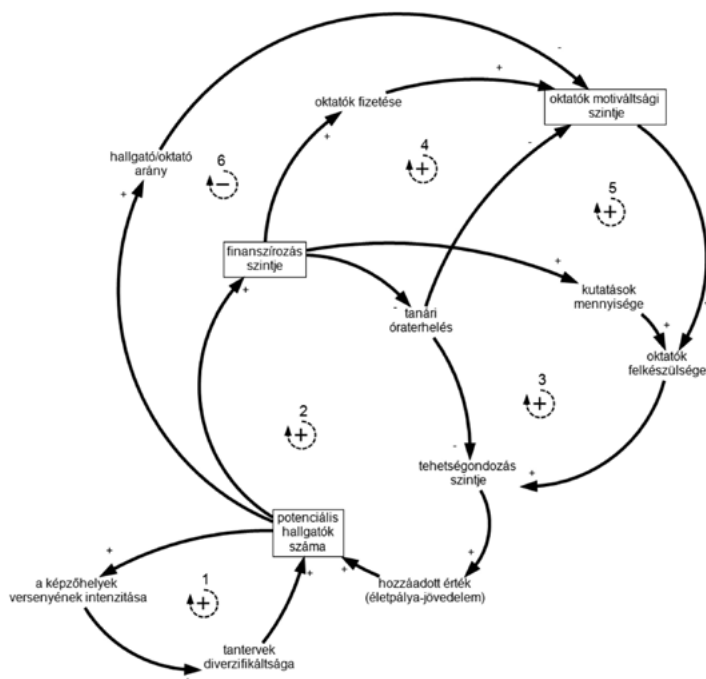 oktatók fizetése
oktatók motiváltsági
szintje
hallgató/oktató
arány
6
4
5
finanszírozás
szintje
kutatások
mennyisége
tanári
óraterhelés
oktatók
felkészülsége
3
2
tehetségondozás
szintje
potenciális
hallgatók
száma
a képzőhelyek
versenyének intenzitása
1
hozzáadott érték
(életpálya-jövedelem)
tantervek
diverzifikáltsága